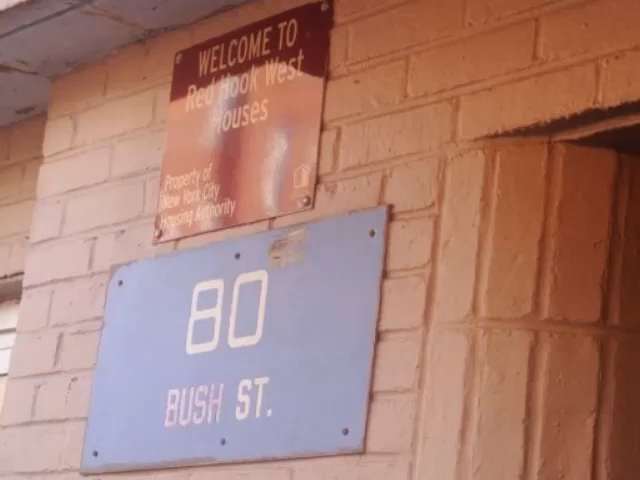 WELCOME TO
Red Hook West
Houses
Property of
New York City
Housing Authority
80
BUSH ST.